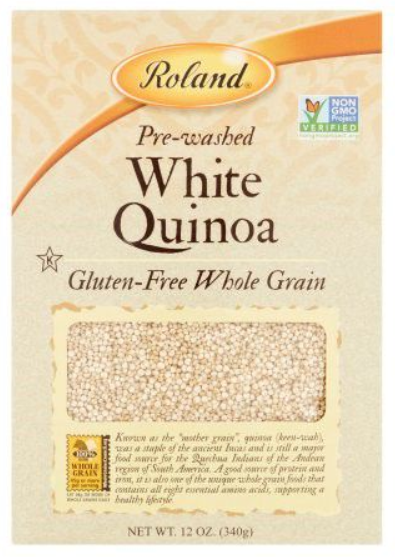 Roland®
NON
GMO
Project
VERIFIED
nongmoproject.org
Pre-washed
White
Quinoa
K
Gluten-Free Whole Grain
100%
WHOLE
GRAIN
Known as the "mother grain", quinoa (keen-wah),
was a staple of the ancient Incas and is still a major
food source for the Quechua Indians of the Andean
region of South America. A good source of protein and
iron, it is also one of the unique whole grain foods that
contains all eight essential amino acids, supporting a
healthy lifestyle.
NET WT. 12 OZ. (340g)